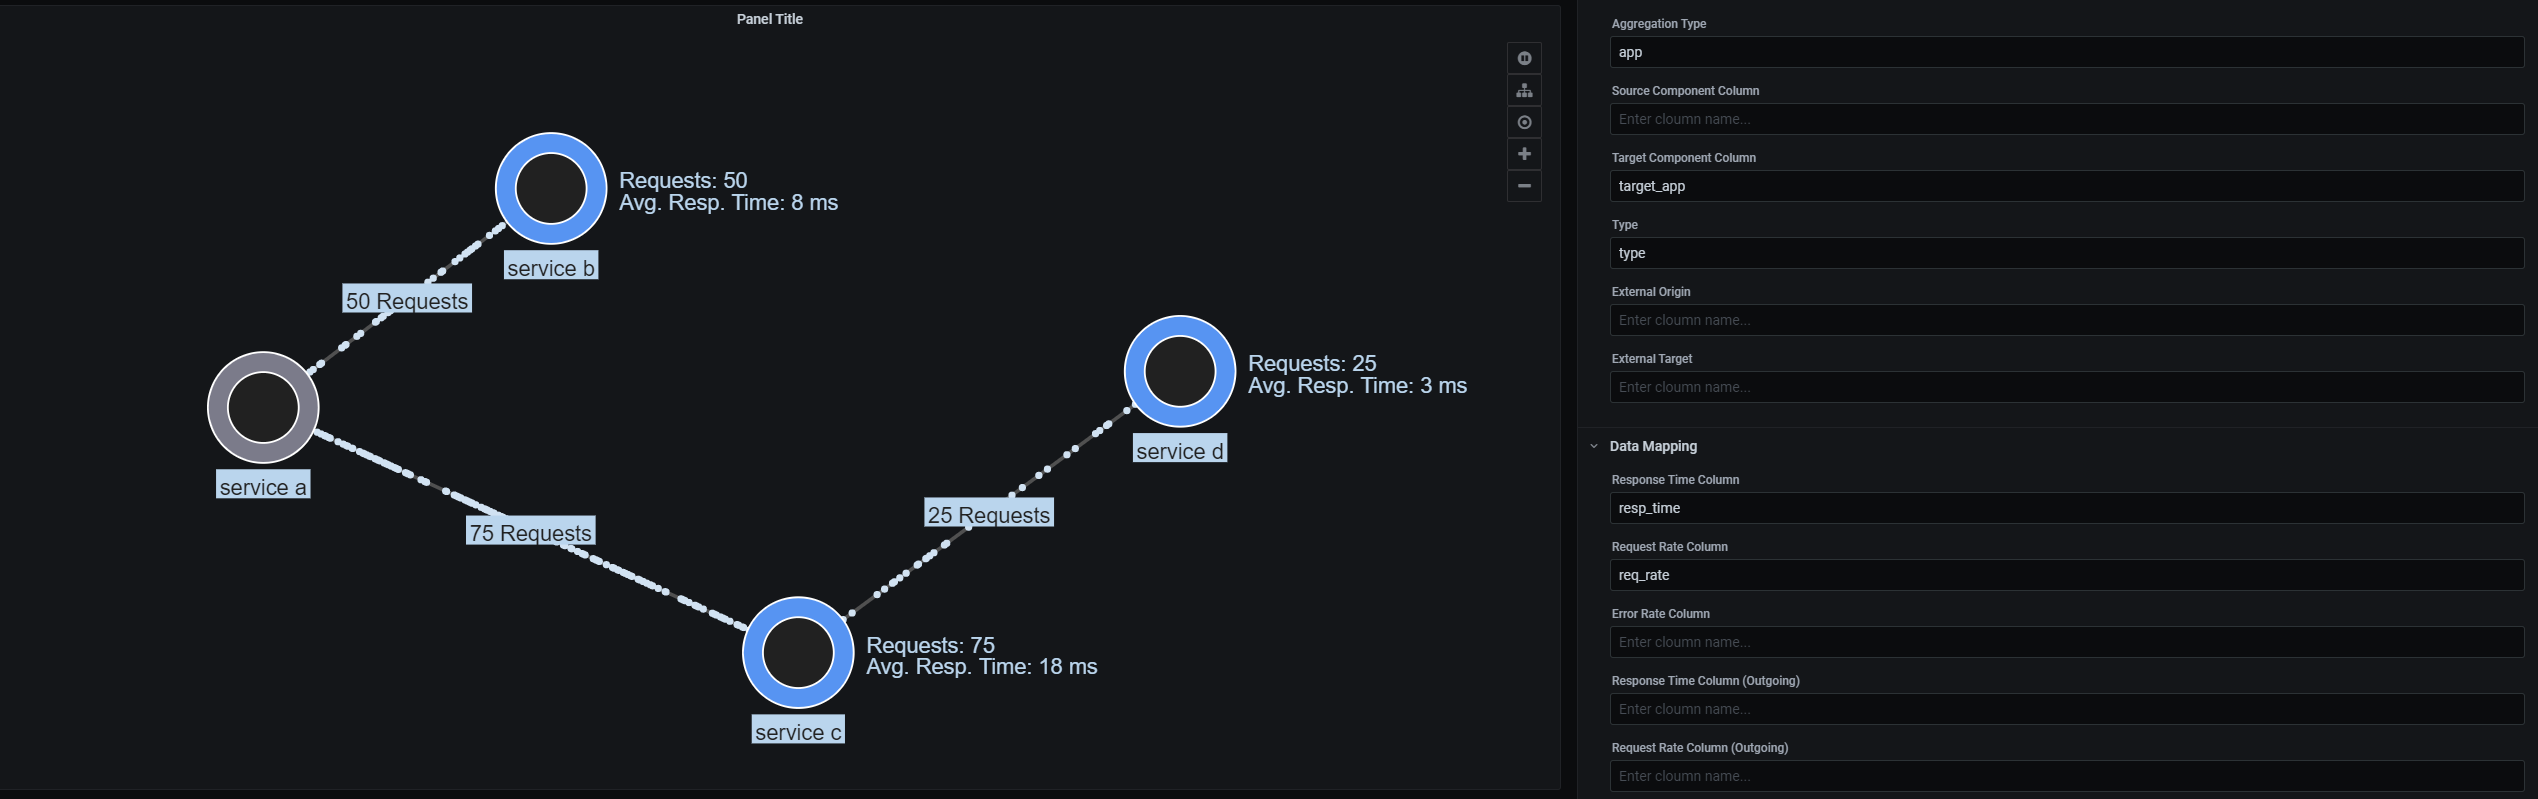 Panel Title
Requests: 50
Avg. Resp. Time: 8 ms
service b
50 Requests
Requests: 25
Avg. Resp. Time: 3 ms
service d
service a
25 Requests
75 Requests
Requests: 75
Avg. Resp. Time: 18 ms
service c
Aggregation Type
app
Source Component Column
Enter cloumn name...
Target Component Column
target_app
Type
type
External Origin
Enter cloumn name...
External Target
Enter cloumn name...
Data Mapping
Response Time Column
resp_time
Request Rate Column
req_rate
Error Rate Column
Enter cloumn name...
Response Time Column (Outgoing)
Enter cloumn name...
Request Rate Column (Outgoing)
Enter cloumn name...